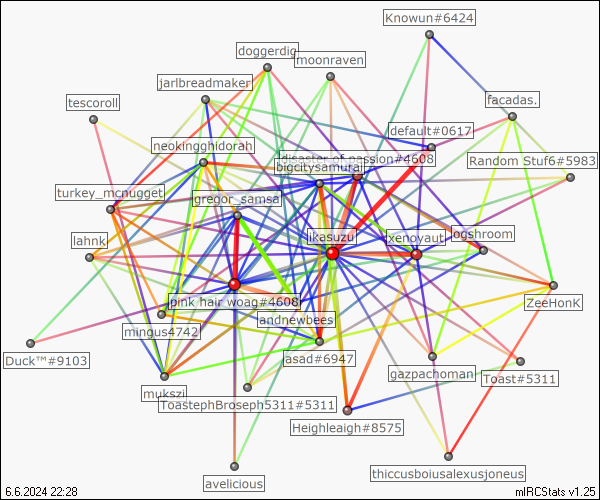 Knowun#6424
doggerdig
moonraven
jarlbreadmaker
tescoroll
facadas.
default#0617
neokingghidorah
disaster of passion#4608
bigcitysamurai
Random Stuf6#5983
turkey_mcnugget
gregor_samsa
lahnk
ikasuzu
xenoyaut
logshroom
pink hair woag#4608
ZeeHonK
andnewbees
mingus4742
Duck™#9103
asad#6947
gazpachoman
Toast#5311
mukszi
ToastephBroseph5311#5311
Heighleaigh#8575
thiccusboiusalexusjoneus
avelicious
6.6.2024 22:28
mIRCStats v1.25